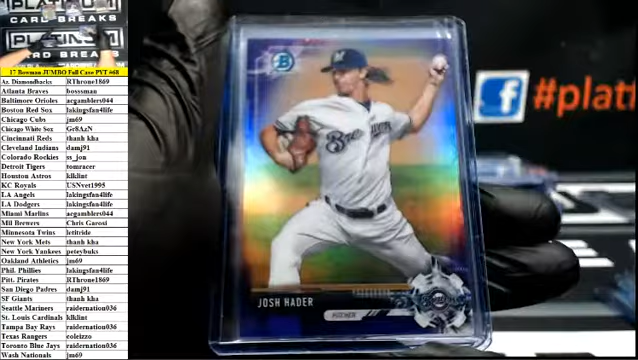 PLATINUM
CARD BREAKS
PLATINUM
CARD BREAKS
17 Bowman JUMBO Full Case PYT #68
Az. Diamondbacks RThrone1869
Atlanta Braves bosssman
Baltimore Orioles acgamblers044
Boston Red Sox lakingsfan4life
Chicago Cubs jm69
Chicago White Sox Gr8AzN
Cincinnati Reds thanh kha
Cleveland Indians damj91
Colorado Rockies ss_jon
Detroit Tigers tomracer
Houston Astros klklint
KC Royals USNvet1995
LA Angels lakingsfan4life
LA Dodgers lakingsfan4life
Miami Marlins acgamblers044
Mil Brewers Chris Garosi
Minnesota Twins letitride
New York Mets thanh kha
New York Yankees peteybuks
Oakland Athletics jm69
Phil. Phillies lakingsfan4life
Pitt. Pirates RThrone1869
San Diego Padres damj91
SF Giants thanh kha
Seattle Mariners raidernation036
St. Louis Cardinals klklint
Tampa Bay Rays raidernation036
Texas Rangers coleizzo
Toronto Blue Jays raidernation036
Wash Nationals jm69
B
Brewers
JOSH HADER
PITCHER
f #plati